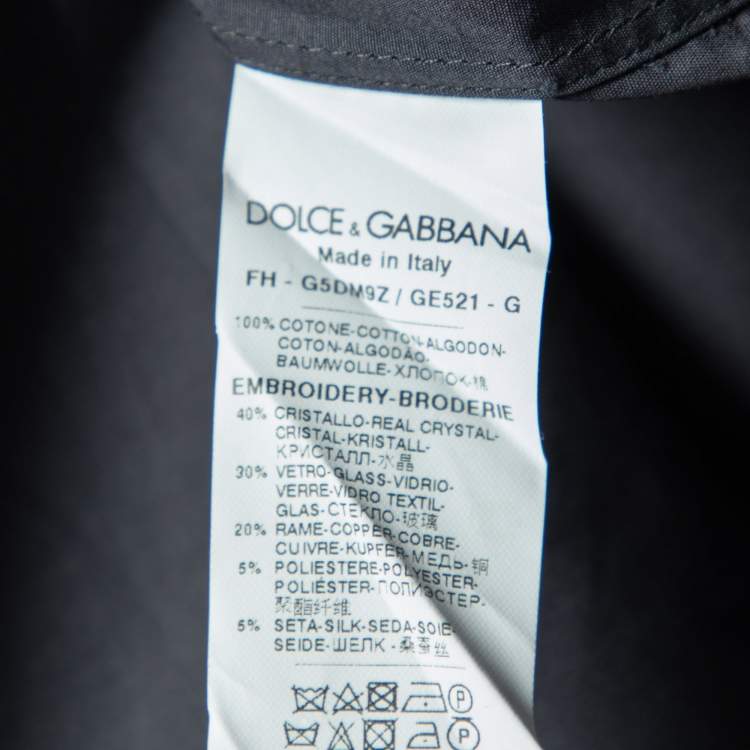 DOLCE & GABBANA
Made in Italy
FH - G5DM9Z / GE521 - G
100% COTONE-COTTON-ALGODON-
COTON-ALGODÃO-
BAUMWOLLE-ХЛОПОК-棉
EMBROIDERY-BRODERIE
40% CRISTALLO-REAL CRYSTAL-
CRISTAL-KRISTALL-
КРИСТАЛЛ-水晶
30% VETRO-GLASS-VIDRIO-
VERRE-VIDRO TEXTIL-
GLAS-СТЕКЛО-玻璃
20% RAME-COPPER-COBRE-
CUIVRE-KUPFER-МЕДЬ-铜
5% POLIESTERE-POLYESTER-
POLIÉSTER-ПОЛИЭСТЕР-
聚酯纤维
5% SETA-SILK-SEDA-SOIE-
SEIDE-ШЕЛК-桑蚕丝
P
P